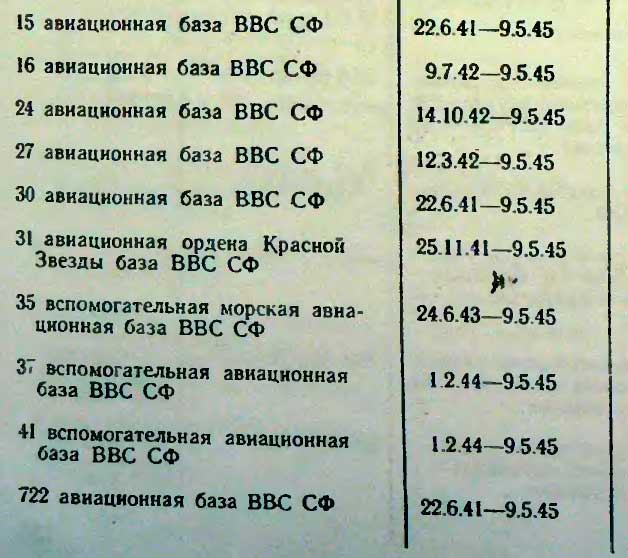 15 авиационная база ВВС СФ 22.6.41—9.5.45
16 авиационная база ВВС СФ 9.7.42—9.5.45
24 авиационная база ВВС СФ 14.10.42—9.5.45
27 авиационная база ВВС СФ 12.3.42—9.5.45
30 авиационная база ВВС СФ 22.6.41—9.5.45
31 авиационная ордена Красной 25.11.41—9.5.45
Звезды база ВВС СФ
35 вспомогательная морская авиа- 24.6.43—9.5.45
ционная база ВВС СФ
37 вспомогательная авиационная 1.2.44—9.5.45
база ВВС СФ
41 вспомогательная авиационная 1.2.44—9.5.45
база ВВС СФ
722 авиационная база ВВС СФ 22.6.41—9.5.45